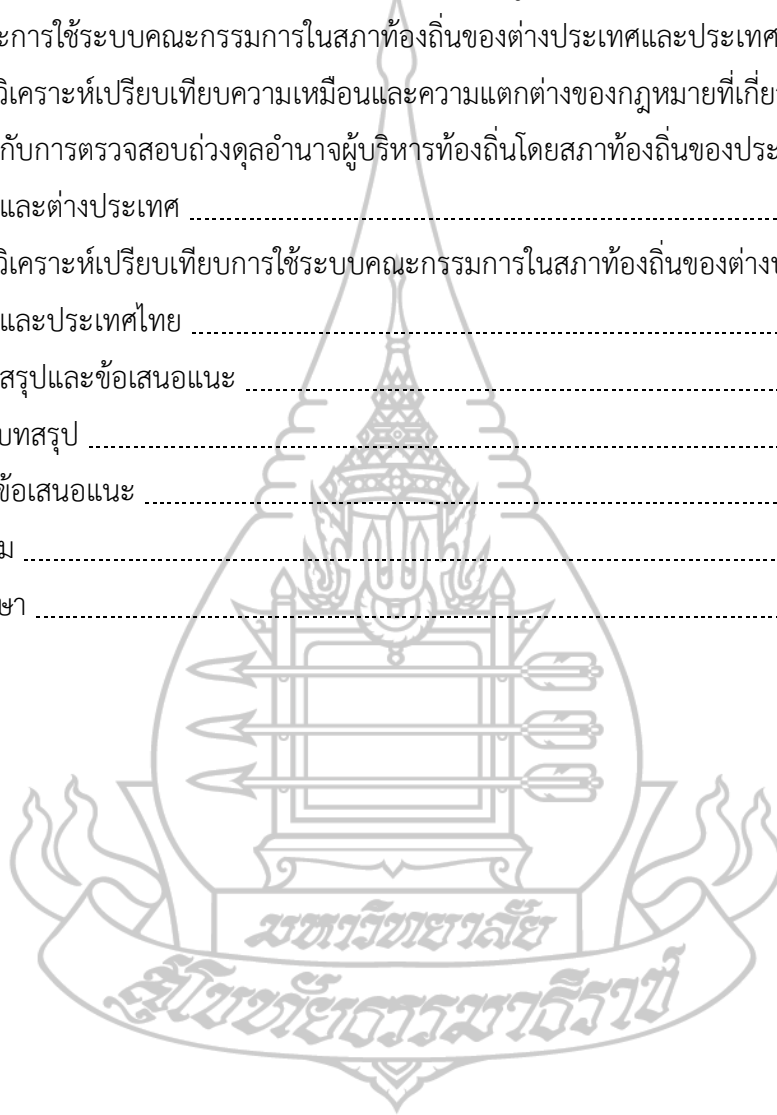 ะการใช้ระบบคณะกรรมการในสภาท้องถิ่นของต่างประเทศและประเทศ
วิเคราะห์เปรียบเทียบความเหมือนและความแตกต่างของกฎหมายที่เกี่ย
กับการตรวจสอบถ่วงดุลอำนาจผู้บริหารท้องถิ่นโดยสภาท้องถิ่นของประ
และต่างประเทศ
วิเคราะห์เปรียบเทียบการใช้ระบบคณะกรรมการในสภาท้องถิ่นของต่าง
และประเทศไทย
สรุปและข้อเสนอแนะ
บทสรุป
ข้อเสนอแนะ
ม
ษา
มหาวิทยาลัย
สุโขทัยธรรมาธิราช